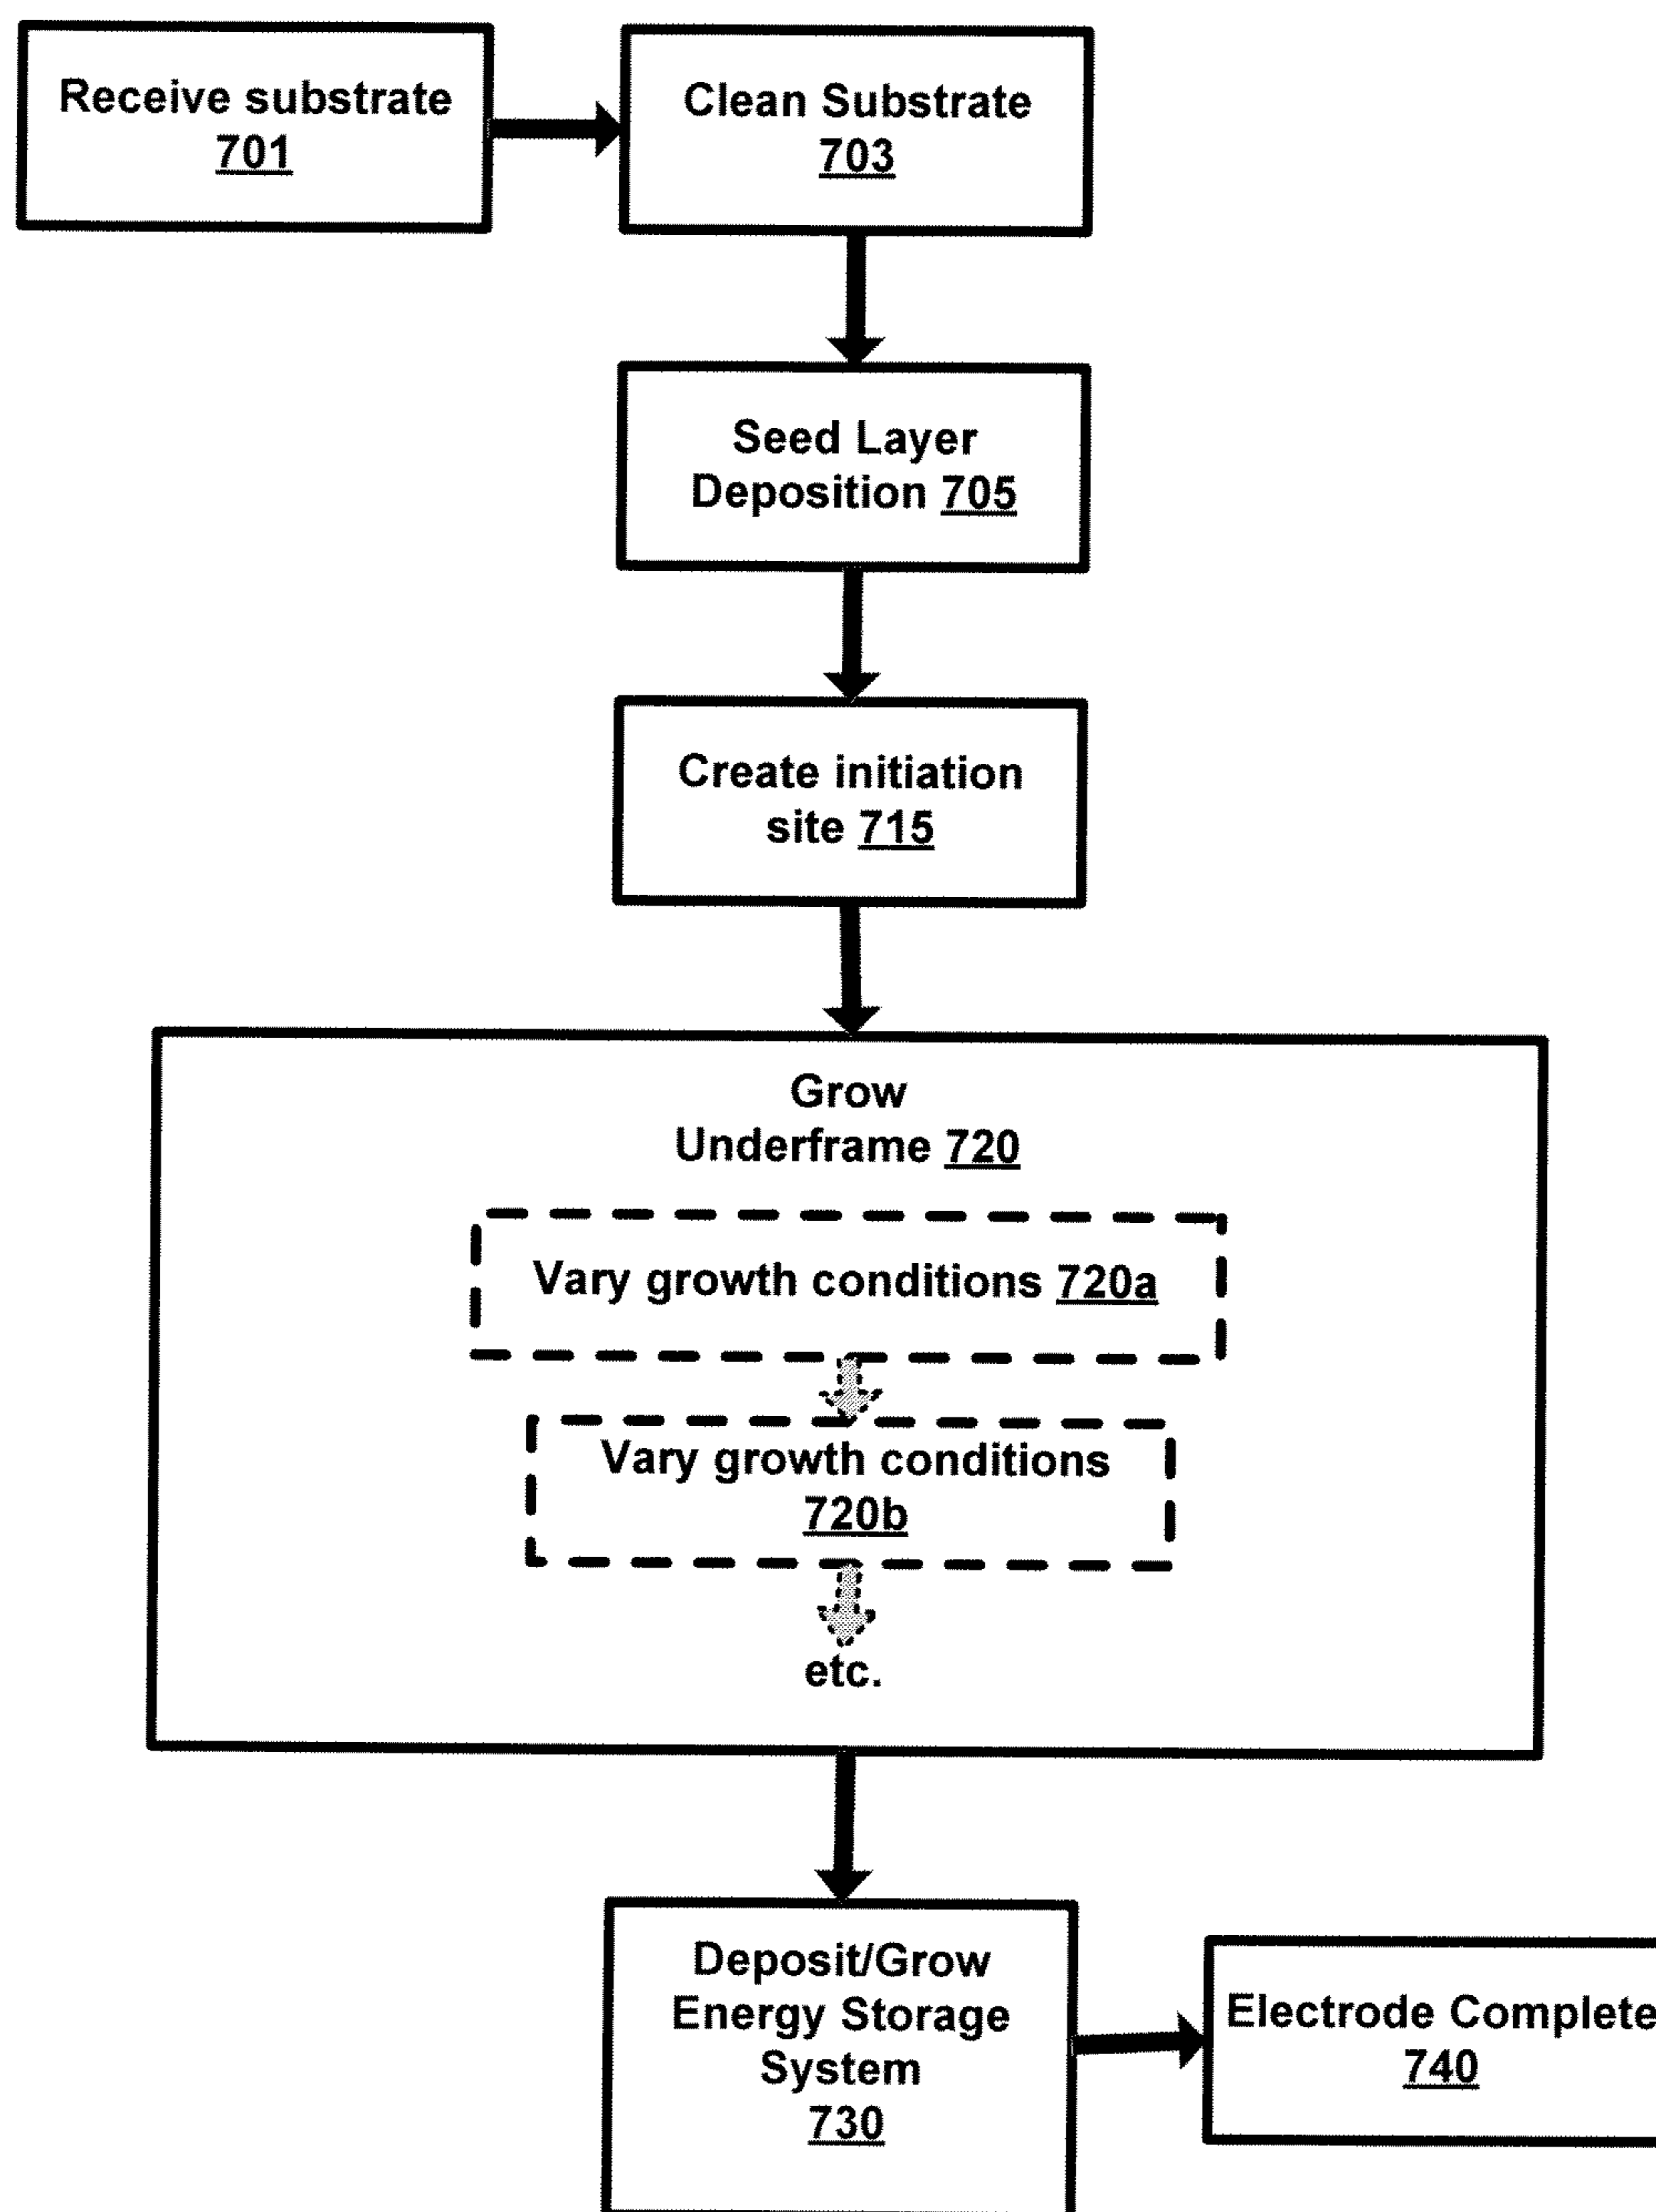 Receive substrate
701
Clean Substrate
703
Seed Layer
Deposition 705
Create initiation
site 715
Grow
Underframe 720
Vary growth conditions 720a
Vary growth conditions
720b
etc.
Deposit/Grow
Energy Storage
System
730
Electrode Complete
740